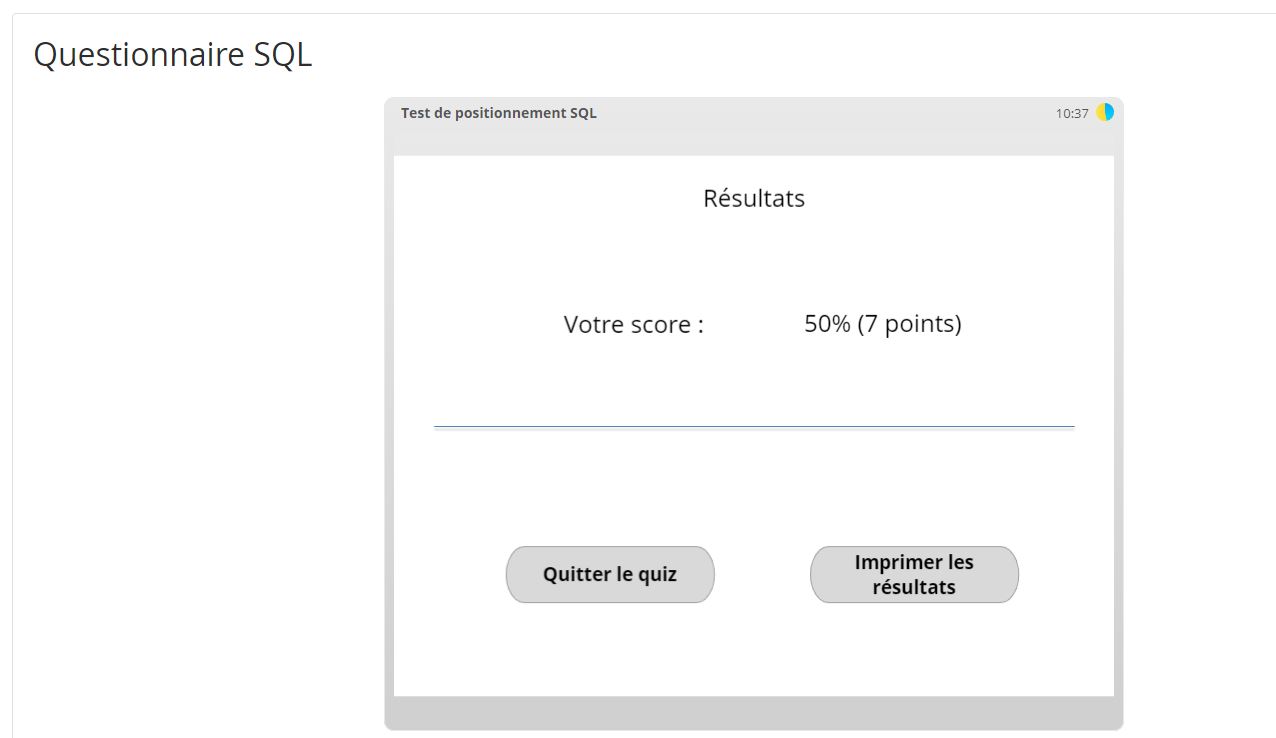 Questionnaire SQL
Test de positionnement SQL
10:37
Résultats
Votre score :
50% (7 points)
Quitter le quiz
Imprimer les
résultats